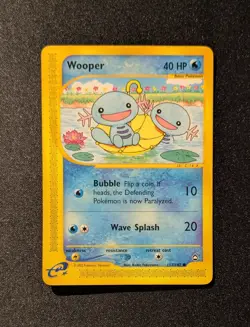 Wooper 40 HP
Basic Pokémon
Bubble Flip a coin. If
heads, the Defending
Pokémon is now Paralyzed.
10
Wave Splash 20
weakness resistance retreat cost
e